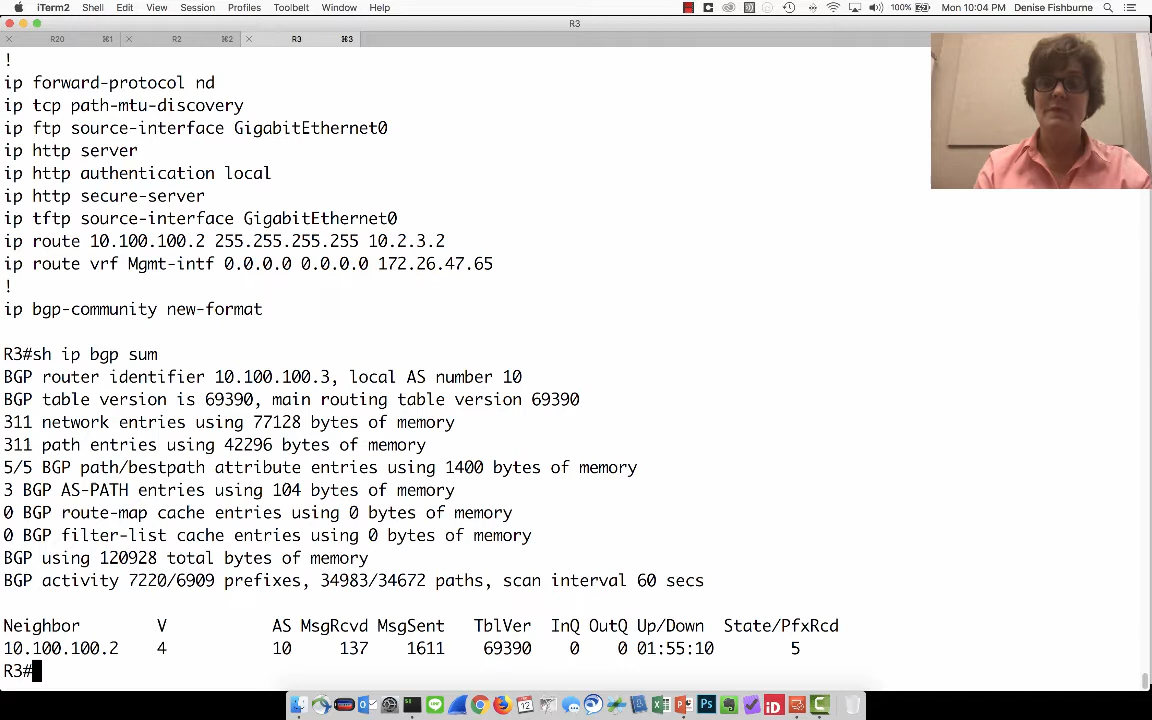 iTerm2 Shell Edit View Session Profiles Toolbelt Window Help 100% Mon 10:04 PM Denise Fishburne
R3
R20 ⌘1 R2 ⌘2 R3 ⌘3
!
ip forward-protocol nd
ip tcp path-mtu-discovery
ip ftp source-interface GigabitEthernet0
ip http server
ip http authentication local
ip http secure-server
ip tftp source-interface GigabitEthernet0
ip route 10.100.100.2 255.255.255.255 10.2.3.2
ip route vrf Mgmt-intf 0.0.0.0 0.0.0.0 172.26.47.65
!
ip bgp-community new-format
R3#sh ip bgp sum
BGP router identifier 10.100.100.3, local AS number 10
BGP table version is 69390, main routing table version 69390
311 network entries using 77128 bytes of memory
311 path entries using 42296 bytes of memory
5/5 BGP path/bestpath attribute entries using 1400 bytes of memory
3 BGP AS-PATH entries using 104 bytes of memory
0 BGP route-map cache entries using 0 bytes of memory
0 BGP filter-list cache entries using 0 bytes of memory
BGP using 120928 total bytes of memory
BGP activity 7220/6909 prefixes, 34983/34672 paths, scan interval 60 secs
Neighbor V AS MsgRcvd MsgSent TblVer InQ OutQ Up/Down State/PfxRcd
10.100.100.2 4 10 137 1611 69390 0 0 01:55:10 5
R3#